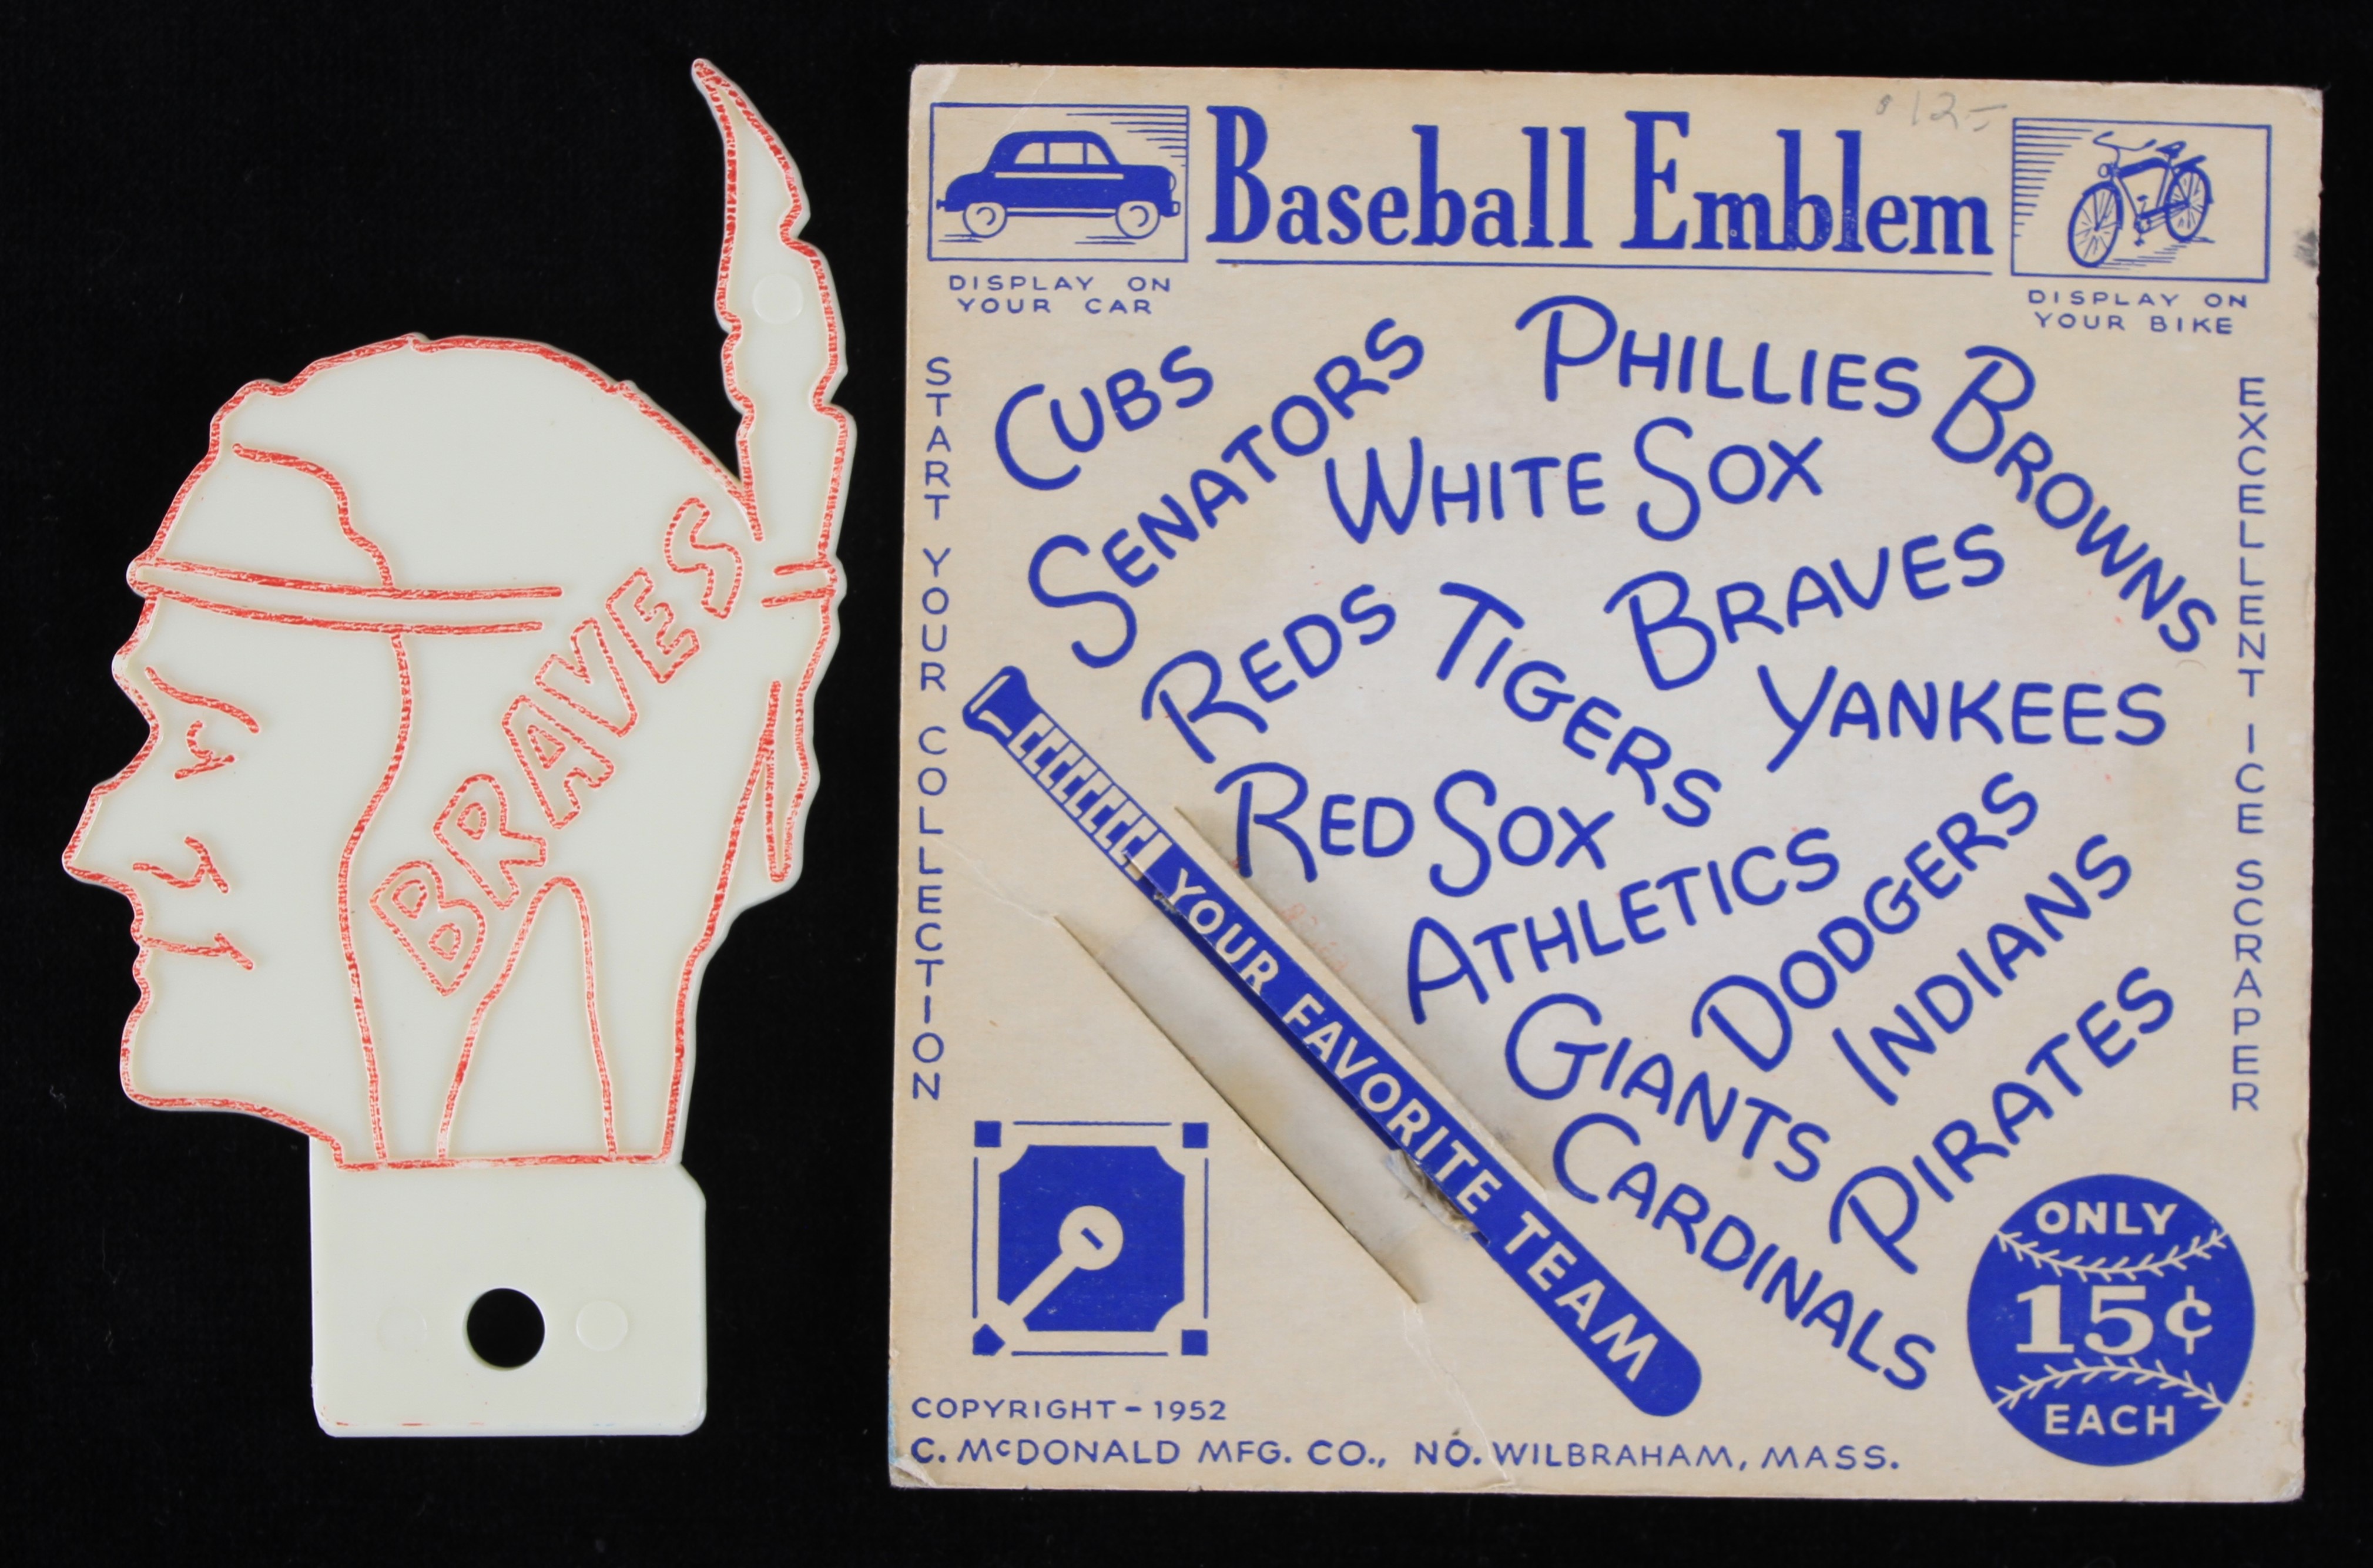 BRAVES
$12-
Baseball Emblem
DISPLAY ON
YOUR CAR
DISPLAY ON
YOUR BIKE
START YOUR COLLECTION
EXCELLENT ICE SCRAPER
CUBS
SENATORS
PHILLIES
BROWNS
WHITE SOX
BRAVES
REDS
TIGERS
YANKEES
RED SOX
ATHLETICS
DODGERS
INDIANS
GIANTS
CARDINALS
PIRATES
YOUR FAVORITE TEAM
ONLY
15¢
EACH
COPYRIGHT - 1952
C. McDONALD MFG. CO., NO. WILBRAHAM, MASS.